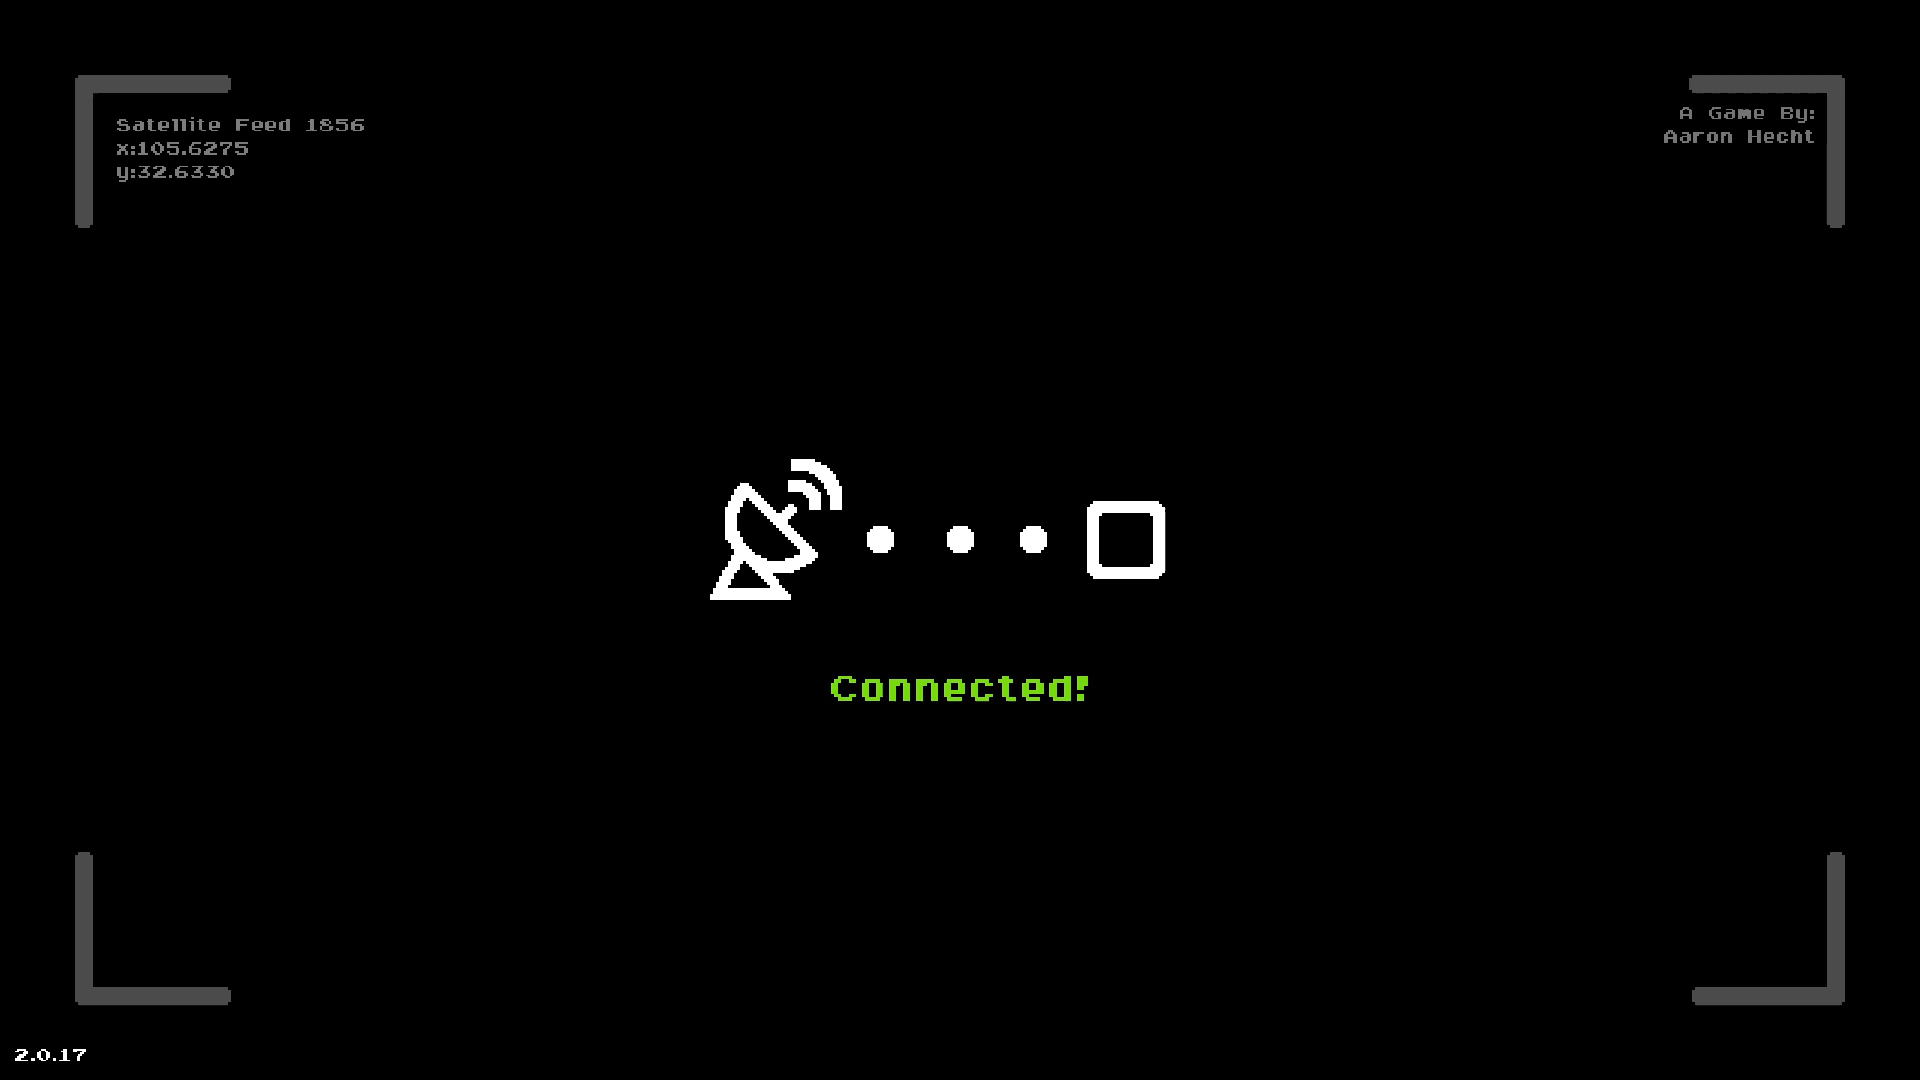 Satellite Feed 1856
x:105.6275
y:32.6330
A Game By:
Aaron Hecht
Connected!
2.0.17